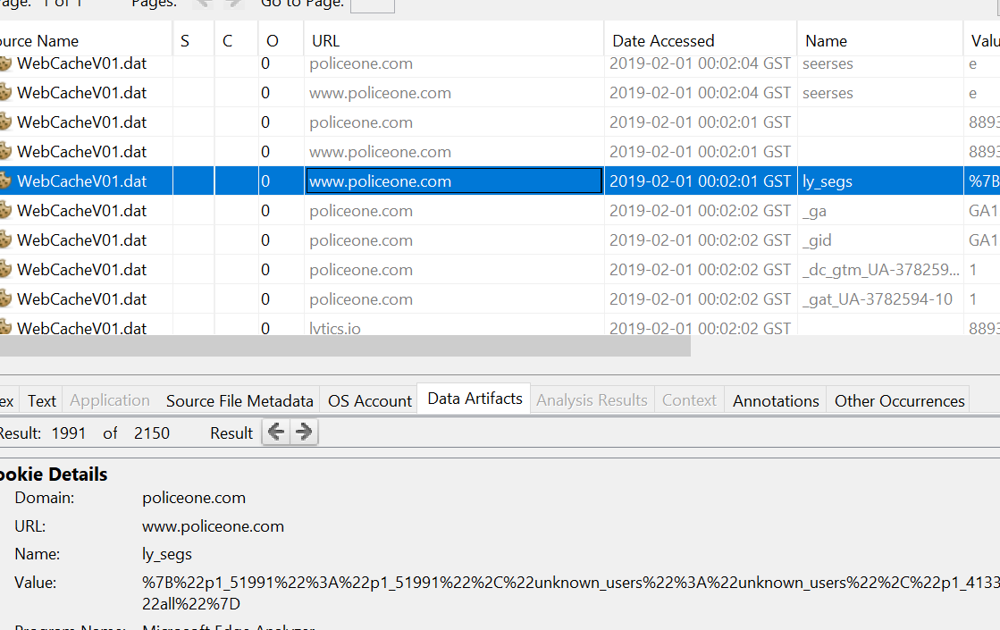 Page: 1 of 1 Pages: Go to Page:
Source Name S C O URL Date Accessed Name Valu
WebCacheV01.dat 0 policeone.com 2019-02-01 00:02:04 GST seerses e
WebCacheV01.dat 0 www.policeone.com 2019-02-01 00:02:04 GST seerses e
WebCacheV01.dat 0 policeone.com 2019-02-01 00:02:01 GST 8893
WebCacheV01.dat 0 www.policeone.com 2019-02-01 00:02:01 GST 8893
WebCacheV01.dat 0 www.policeone.com 2019-02-01 00:02:01 GST ly_segs %7B
WebCacheV01.dat 0 policeone.com 2019-02-01 00:02:02 GST _ga GA1
WebCacheV01.dat 0 policeone.com 2019-02-01 00:02:02 GST _gid GA1
WebCacheV01.dat 0 policeone.com 2019-02-01 00:02:02 GST _dc_gtm_UA-378259... 1
WebCacheV01.dat 0 policeone.com 2019-02-01 00:02:02 GST _gat_UA-3782594-10 1
WebCacheV01.dat 0 lytics.io 2019-02-01 00:02:02 GST 8893
ex Text Application Source File Metadata OS Account Data Artifacts Analysis Results Context Annotations Other Occurrences
Result: 1991 of 2150 Result
ookie Details
Domain: policeone.com
URL: www.policeone.com
Name: ly_segs
Value: %7B%22p1_51991%22%3A%22p1_51991%22%2C%22unknown_users%22%3A%22unknown_users%22%2C%22p1_4133
22all%22%7D
Program Name: Microsoft Edge Analyzer